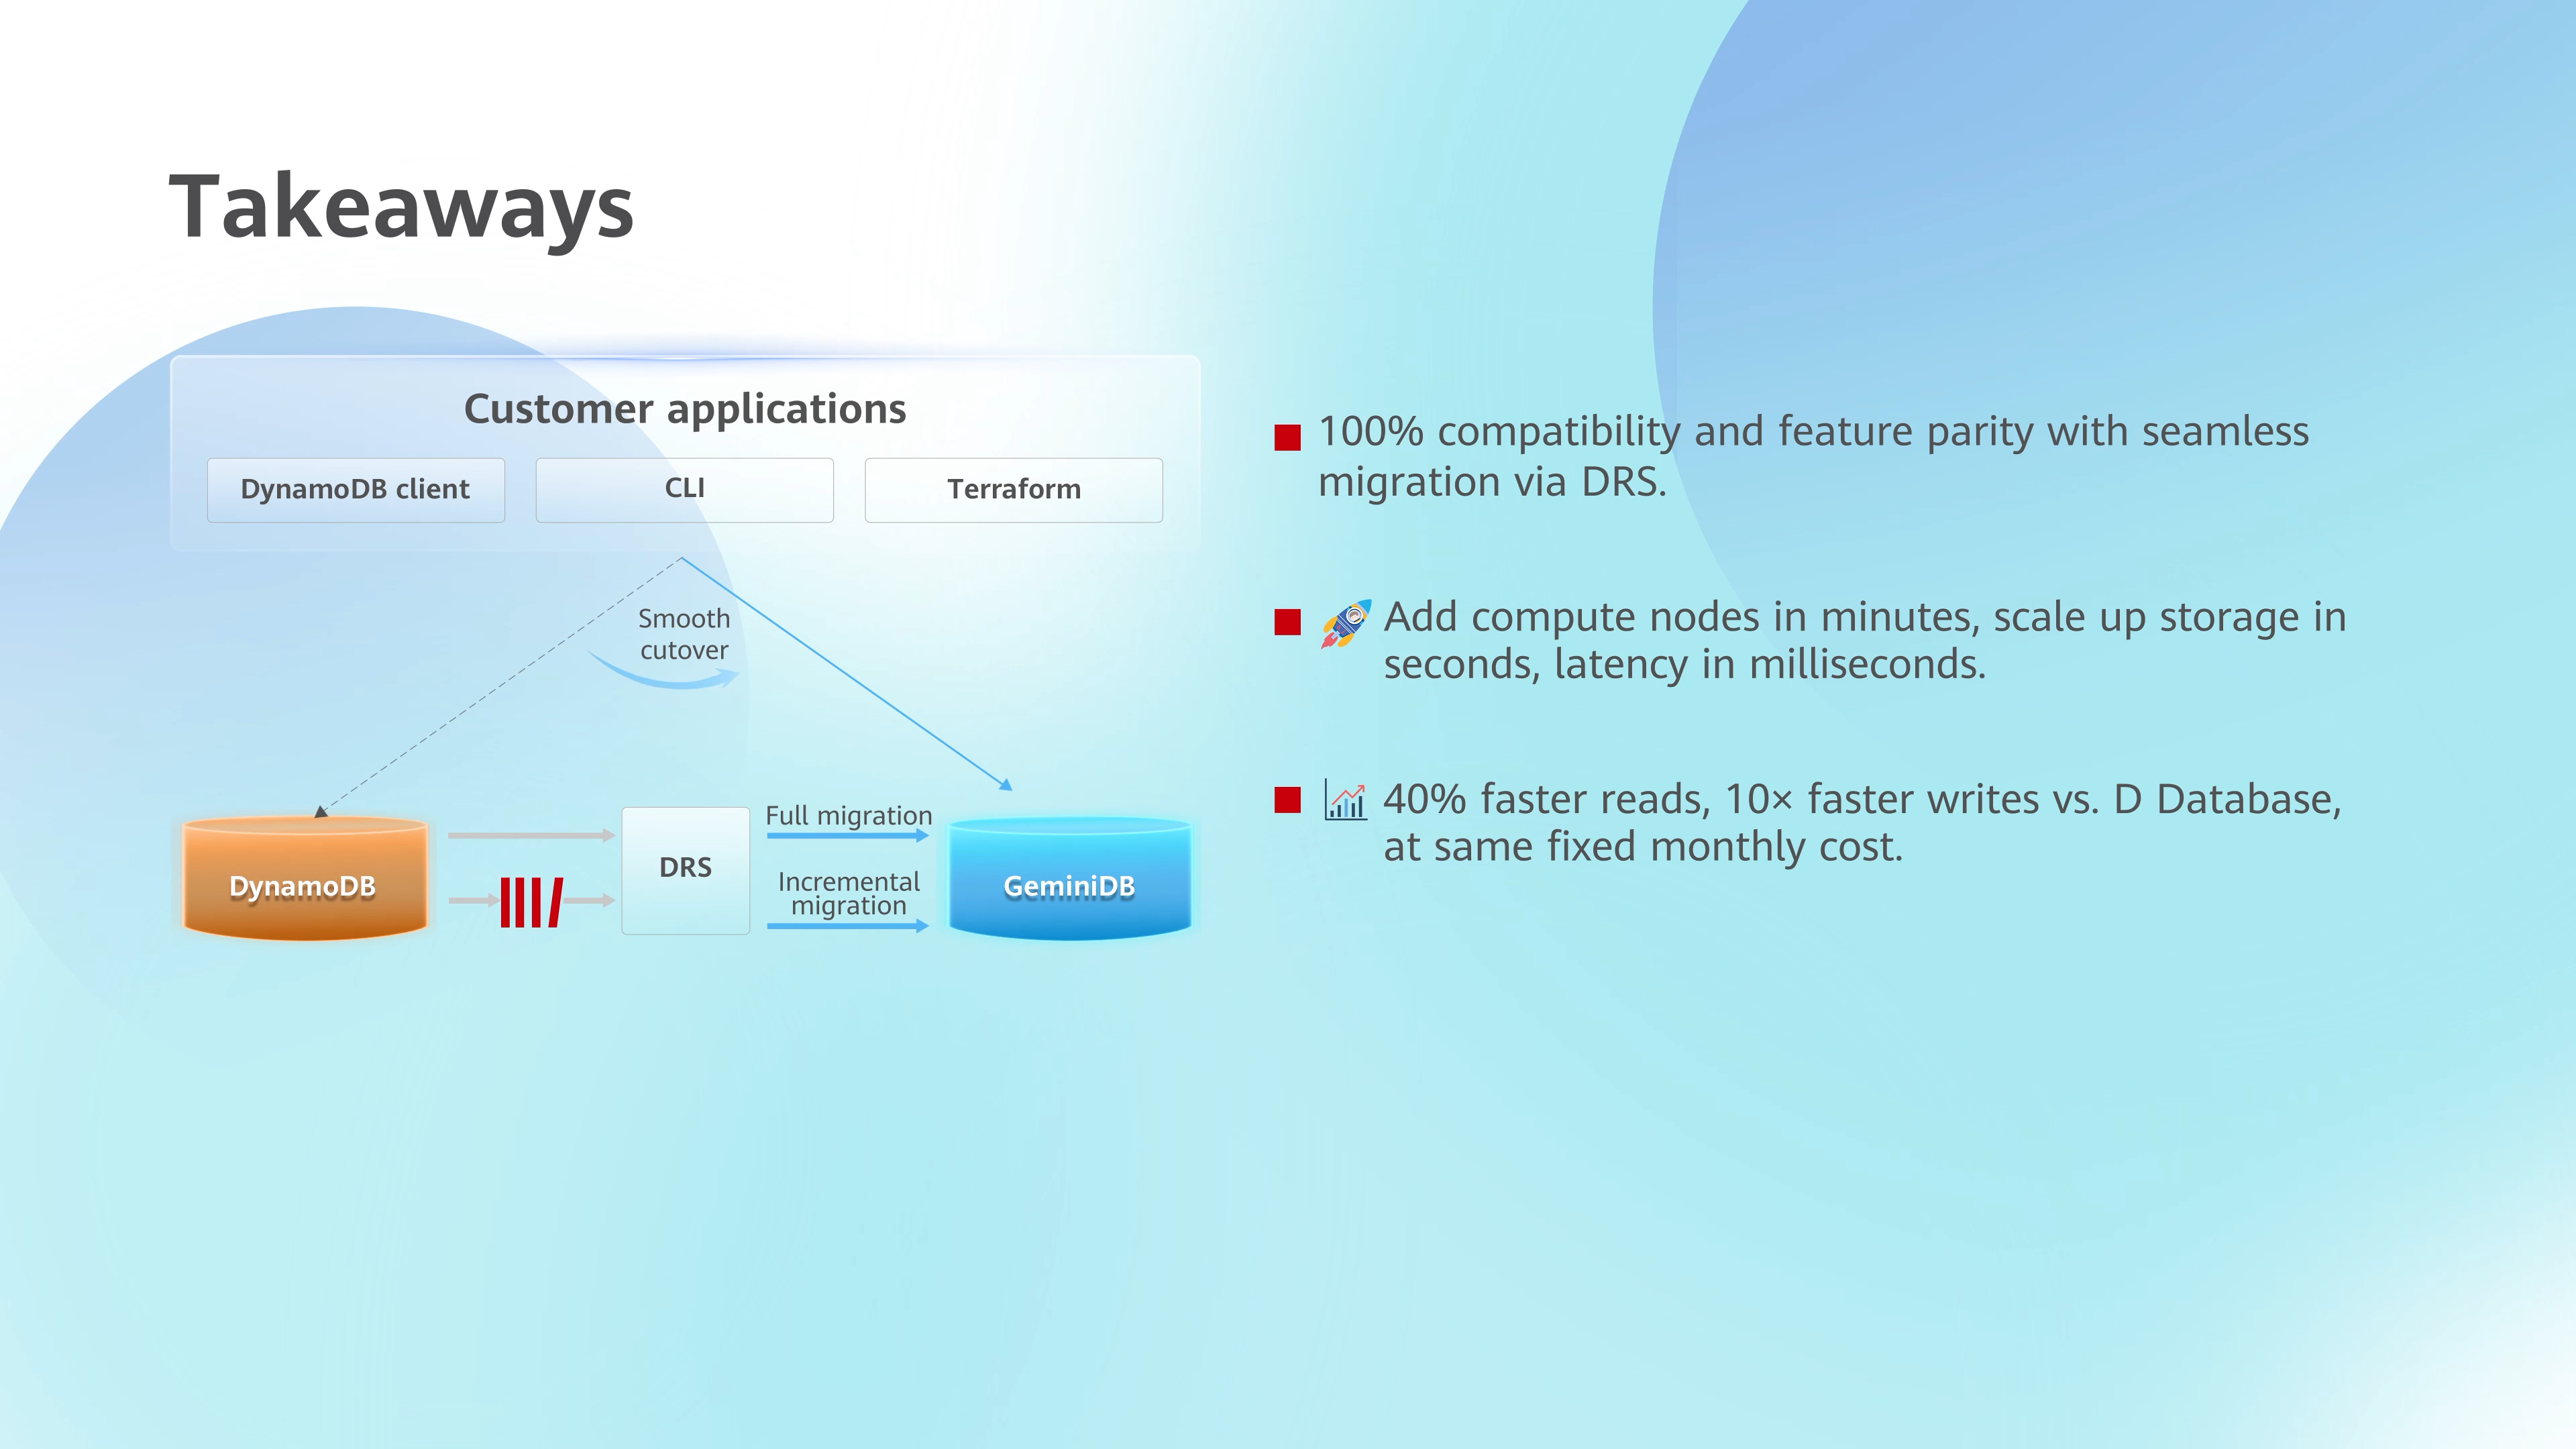 Takeaways
Customer applications
DynamoDB client
CLI
Terraform
Smooth
cutover
DynamoDB
DRS
Full migration
Incremental
migration
GeminiDB
100% compatibility and feature parity with seamless
migration via DRS.
Add compute nodes in minutes, scale up storage in
seconds, latency in milliseconds.
40% faster reads, 10× faster writes vs. D Database,
at same fixed monthly cost.